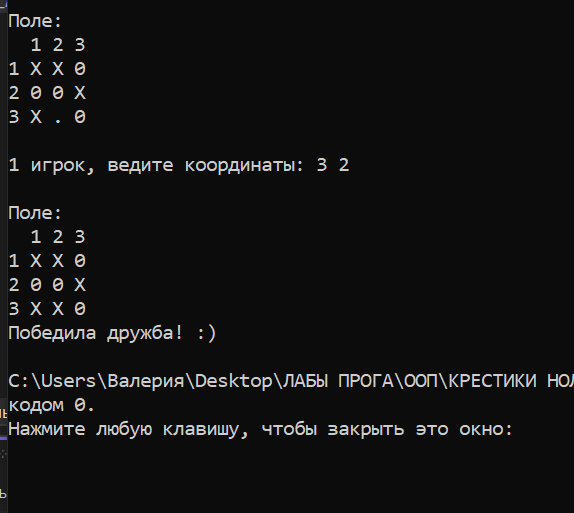 Поле:
  1 2 3
1 X X 0
2 0 0 X
3 X . 0
1 игрок, ведите координаты: 3 2
Поле:
  1 2 3
1 X X 0
2 0 0 X
3 X X 0
Победила дружба! :)
C:\Users\Валерия\Desktop\ЛАБЫ ПРОГА\ООП\КРЕСТИКИ
кодом 0.
Нажмите любую клавишу, чтобы закрыть это окно: